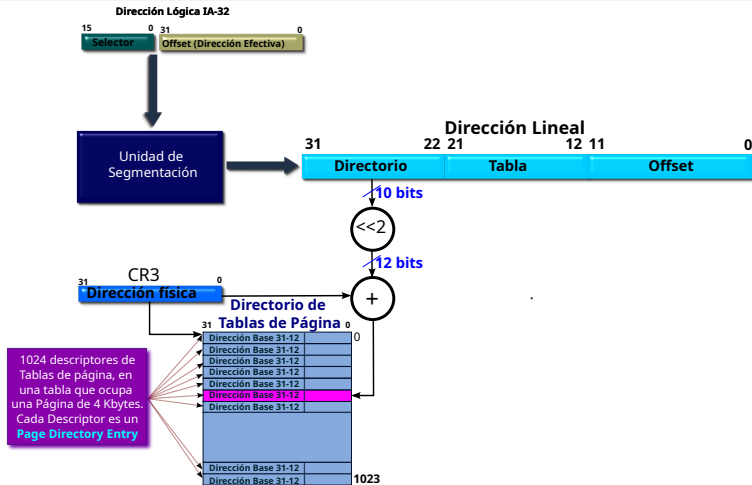 Dirección Lógica IA-32
15 0 31 0
Selector Offset (Dirección Efectiva)
Dirección Lineal
31 22 21 12 11 0
Directorio Tabla Offset
Unidad de
Segmentación
10 bits
<<2
12 bits
CR3
31 0
Dirección física
+
Directorio de
Tablas de Página
31 0
Dirección Base 31-12 0
Dirección Base 31-12
Dirección Base 31-12
Dirección Base 31-12
Dirección Base 31-12
Dirección Base 31-12
Dirección Base 31-12
1024 descriptores de
Tablas de página, en
una tabla que ocupa
una Página de 4 Kbytes.
Cada Descriptor es un
Page Directory Entry
Dirección Base 31-12
Dirección Base 31-12 1023